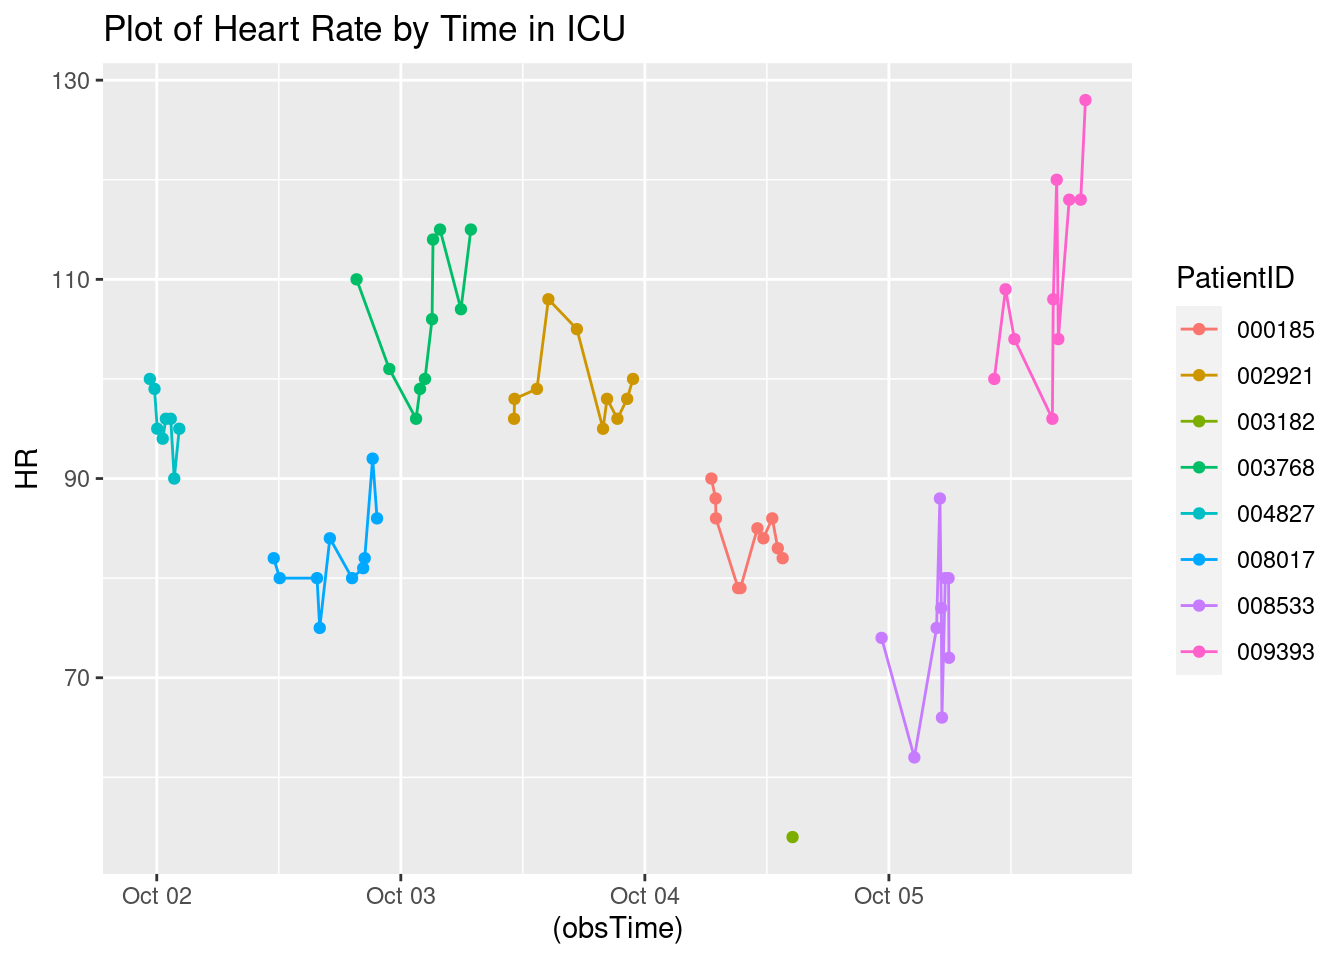 Plot of Heart Rate by Time in ICU
HR
130
110
90
70
Oct 02
Oct 03
Oct 04
Oct 05
(obsTime)
PatientID
000185
002921
003182
003768
004827
008017
008533
009393